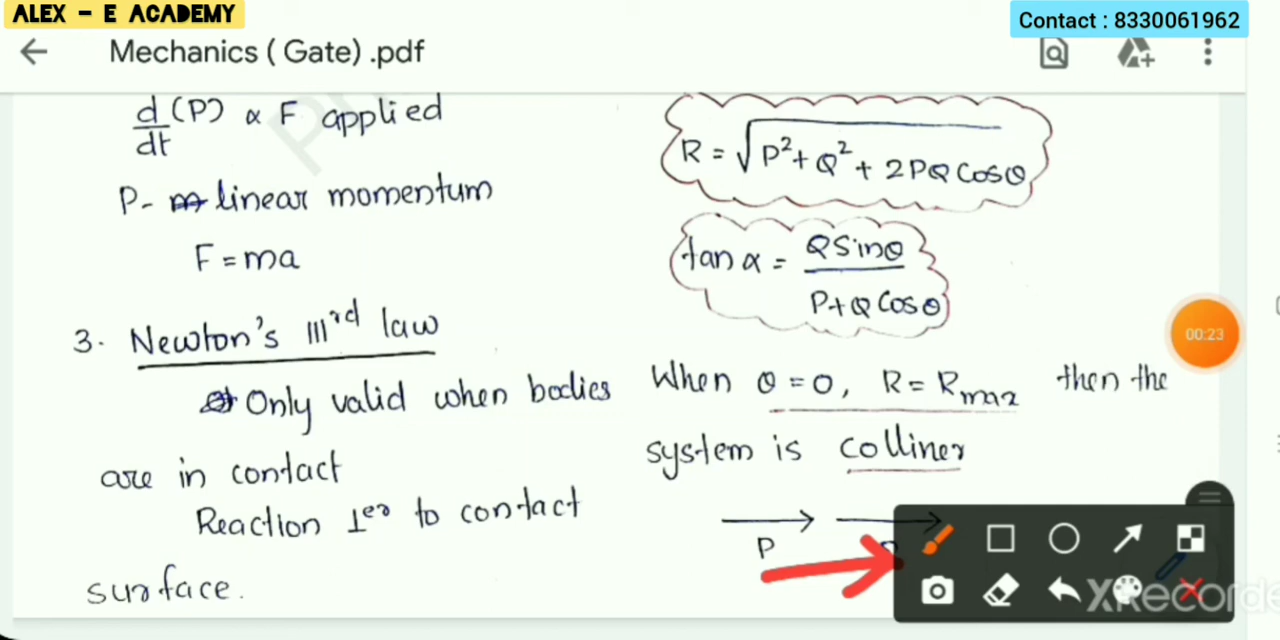 ALEX - E ACADEMY
Contact : 8330061962
Mechanics ( Gate) .pdf
d/dt (P) ∝ F applied
P- linear momentum
F = ma
3. Newton's IIIrd law
Only valid when bodies
are in contact
Reaction ⊥er to contact
surface.
R = √P²+Q²+2PQ Cosθ
tan α = QSinθ / P+Q Cosθ
When θ = 0, R = Rmax then the
system is colliner
P
00:23
XRecorde